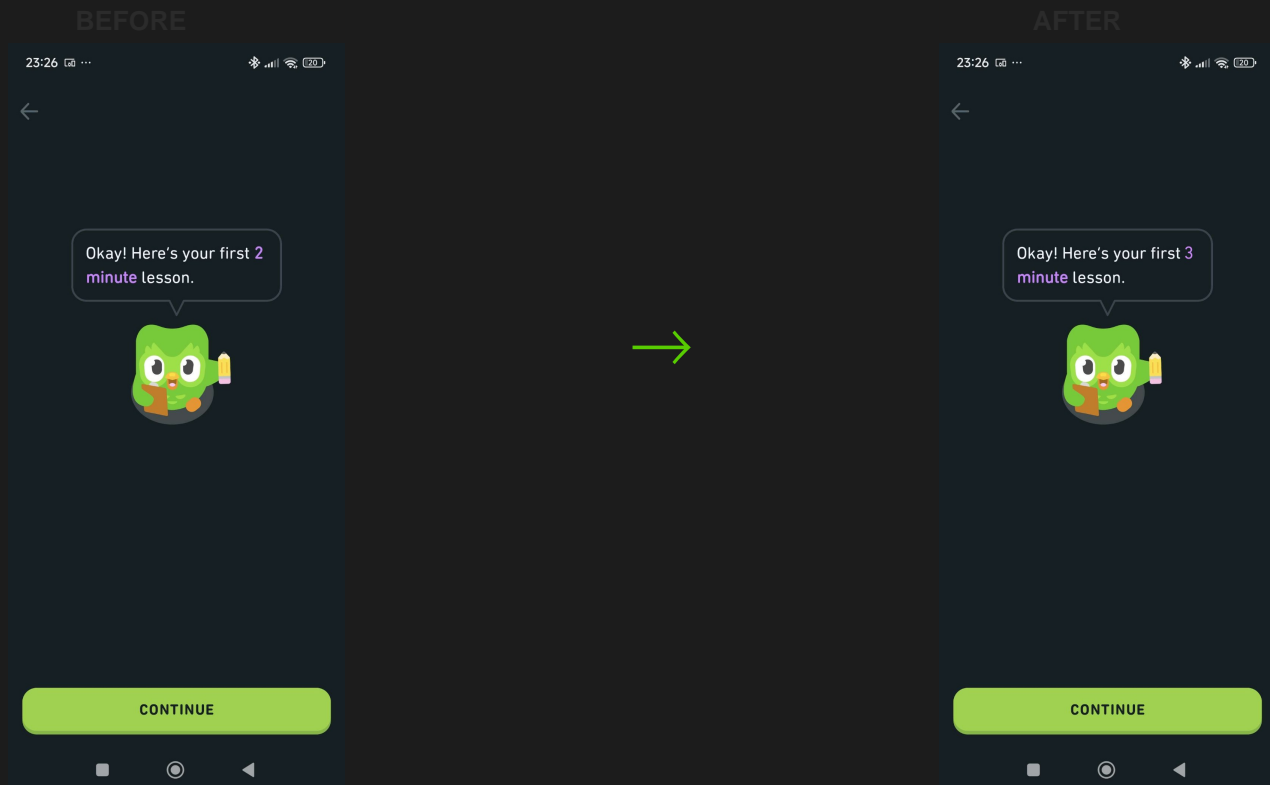 BEFORE
23:26
20
Okay! Here's your first 2
minute lesson.
CONTINUE
AFTER
23:26
20
Okay! Here's your first 3
minute lesson.
CONTINUE